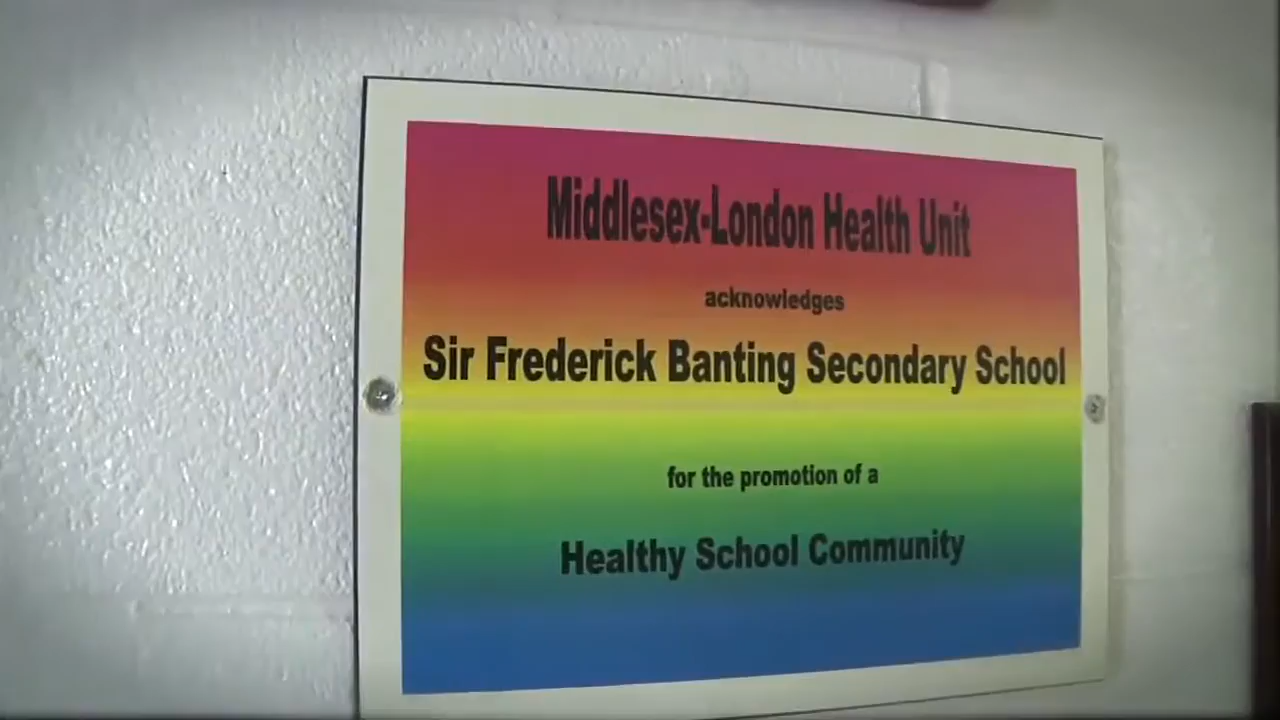 Middlesex-London Health Unit
acknowledges
Sir Frederick Banting Secondary School
for the promotion of a
Healthy School Community